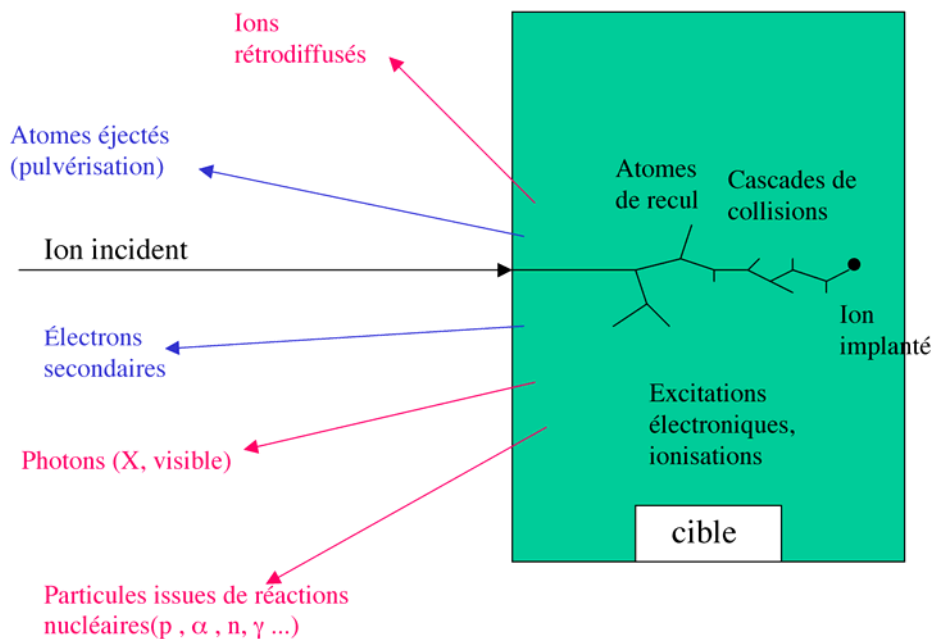 Ions
rétrodiffusés
Atomes éjectés
(pulvérisation)
Atomes
de recul
Cascades de
collisions
Ion incident
Ion
implanté
Électrons
secondaires
Excitations
électroniques,
ionisations
Photons (X, visible)
cible
Particules issues de réactions
nucléaires(p , α , n, γ ...)